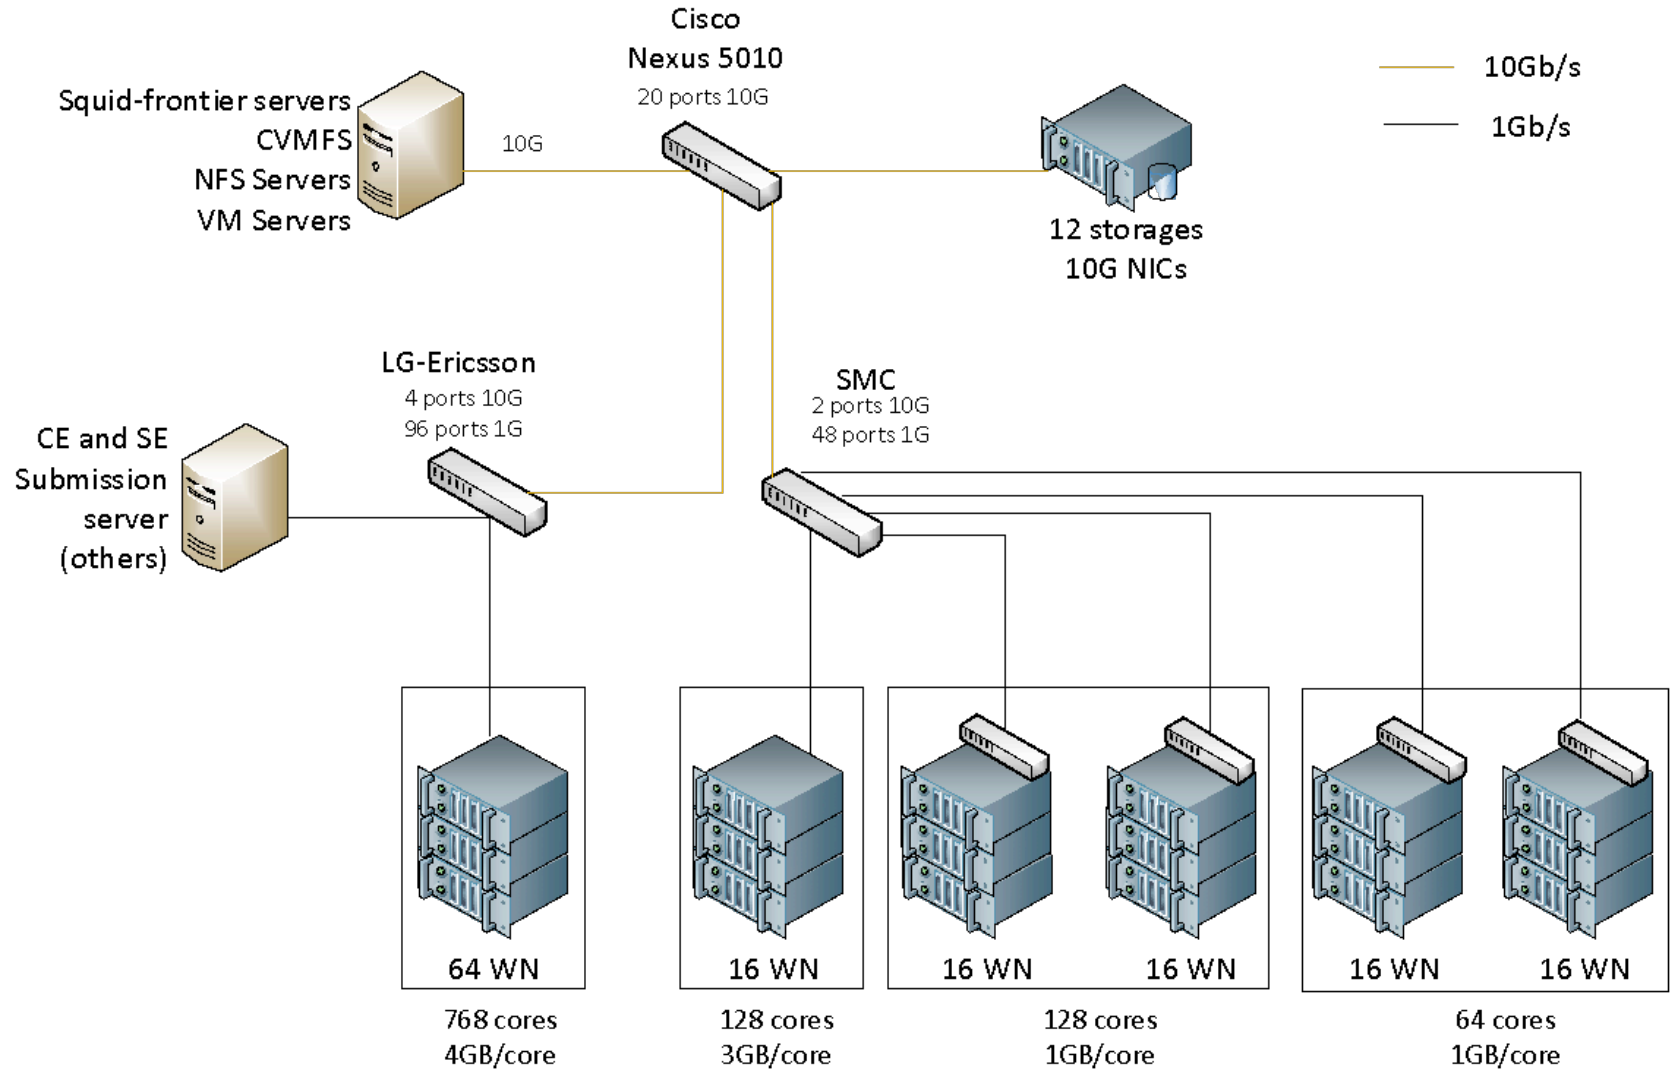 Cisco
Nexus 5010
20 ports 10G
10Gb/s
1Gb/s
Squid-frontier servers
CVMFS
NFS Servers
VM Servers
10G
12 storages
10G NICs
LG-Ericsson
4 ports 10G
96 ports 1G
SMC
2 ports 10G
48 ports 1G
CE and SE
Submission
server
(others)
64 WN
16 WN
16 WN
16 WN
16 WN
16 WN
768 cores
4GB/core
128 cores
3GB/core
128 cores
1GB/core
64 cores
1GB/core